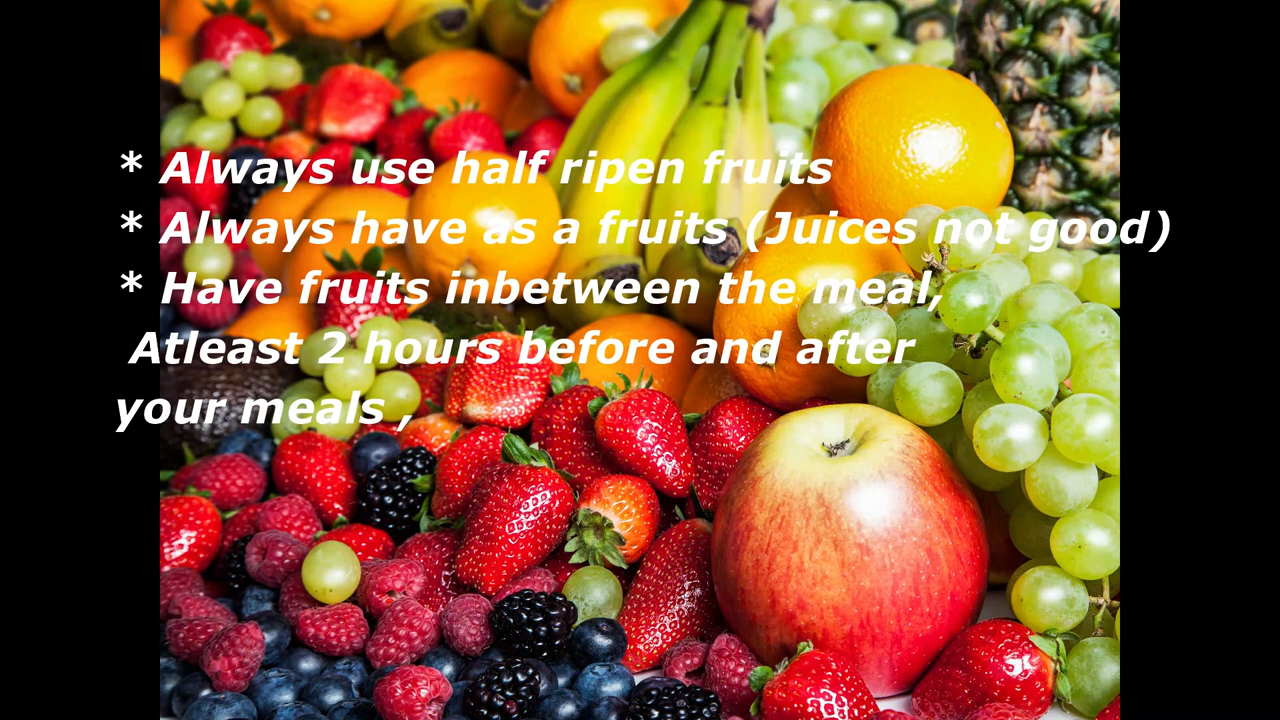 * Always use half ripen fruits
* Always have as a fruits (Juices not good)
* Have fruits inbetween the meal,
Atleast 2 hours before and after
your meals ,